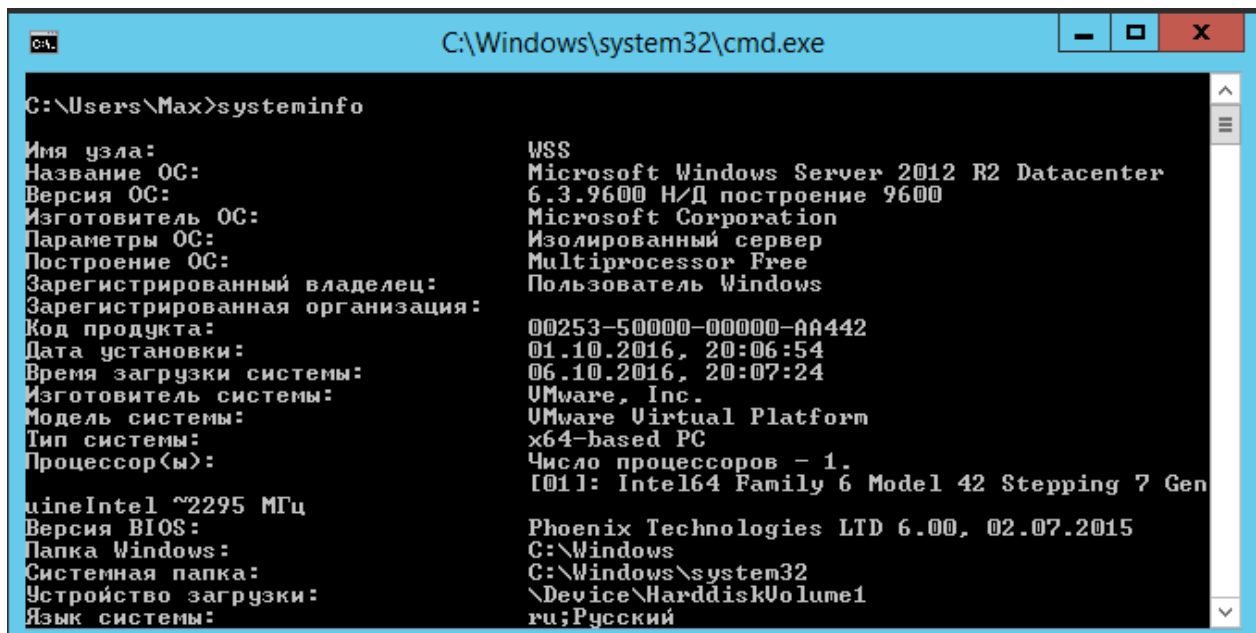 C:\Windows\system32\cmd.exe
C:\Users\Max>systeminfo
Имя узла: WSS
Название ОС: Microsoft Windows Server 2012 R2 Datacenter
Версия ОС: 6.3.9600 Н/Д построение 9600
Изготовитель ОС: Microsoft Corporation
Параметры ОС: Изолированный сервер
Построение ОС: Multiprocessor Free
Зарегистрированный владелец: Пользователь Windows
Зарегистрированная организация:
Код продукта: 00253-50000-00000-AA442
Дата установки: 01.10.2016, 20:06:54
Время загрузки системы: 06.10.2016, 20:07:24
Изготовитель системы: VMware, Inc.
Модель системы: VMware Virtual Platform
Тип системы: x64-based PC
Процессор(ы): Число процессоров - 1.
[01]: Intel64 Family 6 Model 42 Stepping 7 Gen
uineIntel ~2295 МГц
Версия BIOS: Phoenix Technologies LTD 6.00, 02.07.2015
Папка Windows: C:\Windows
Системная папка: C:\Windows\system32
Устройство загрузки: \Device\HarddiskVolume1
Язык системы: ru;Русский